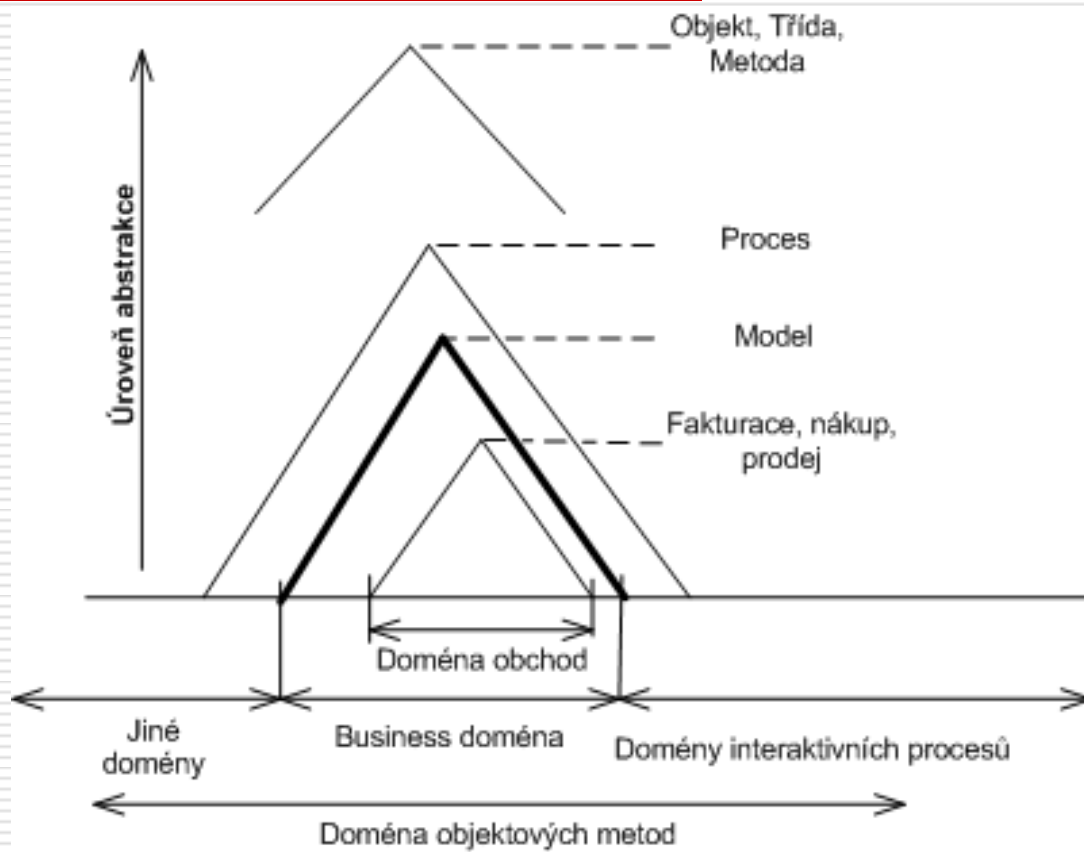 Objekt, Třída,
Metoda
Úroveň abstrakce
Proces
Model
Fakturace, nákup,
prodej
Doména obchod
Jiné
domény
Business doména
Domény interaktivních procesů
Doména objektových metod